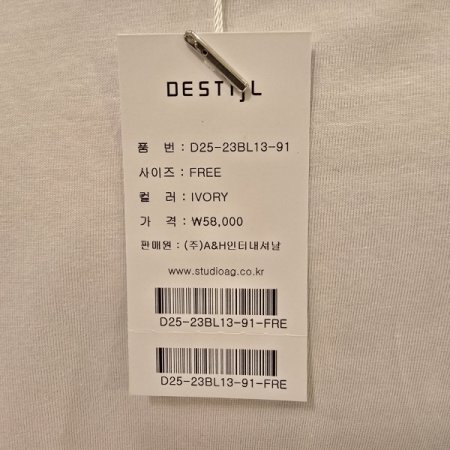 DESTIJL
품 번 : D25-23BL13-91
사이즈 : FREE
컬 러 : IVORY
가 격 : ₩58,000
판매원 : (주)A&H인터내셔날
www.studioag.co.kr
D25-23BL13-91-FRE
D25-23BL13-91-FRE